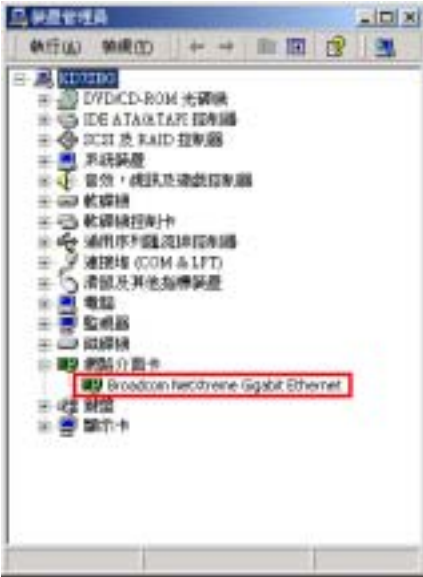 裝置管理員
執行(A) 檢視(V)
DVD/CD-ROM 光碟機
IDE ATA/ATAPI 控制器
SCSI 及 RAID 控制器
系統裝置
音效，視訊及遊戲控制器
軟碟機
軟碟機控制卡
通用序列匯流排控制器
連接埠 (COM & LPT)
滑鼠及其他指標裝置
電腦
監視器
磁碟機
網路介面卡
Broadcom NetXtreme Gigabit Ethernet
鍵盤
顯示卡